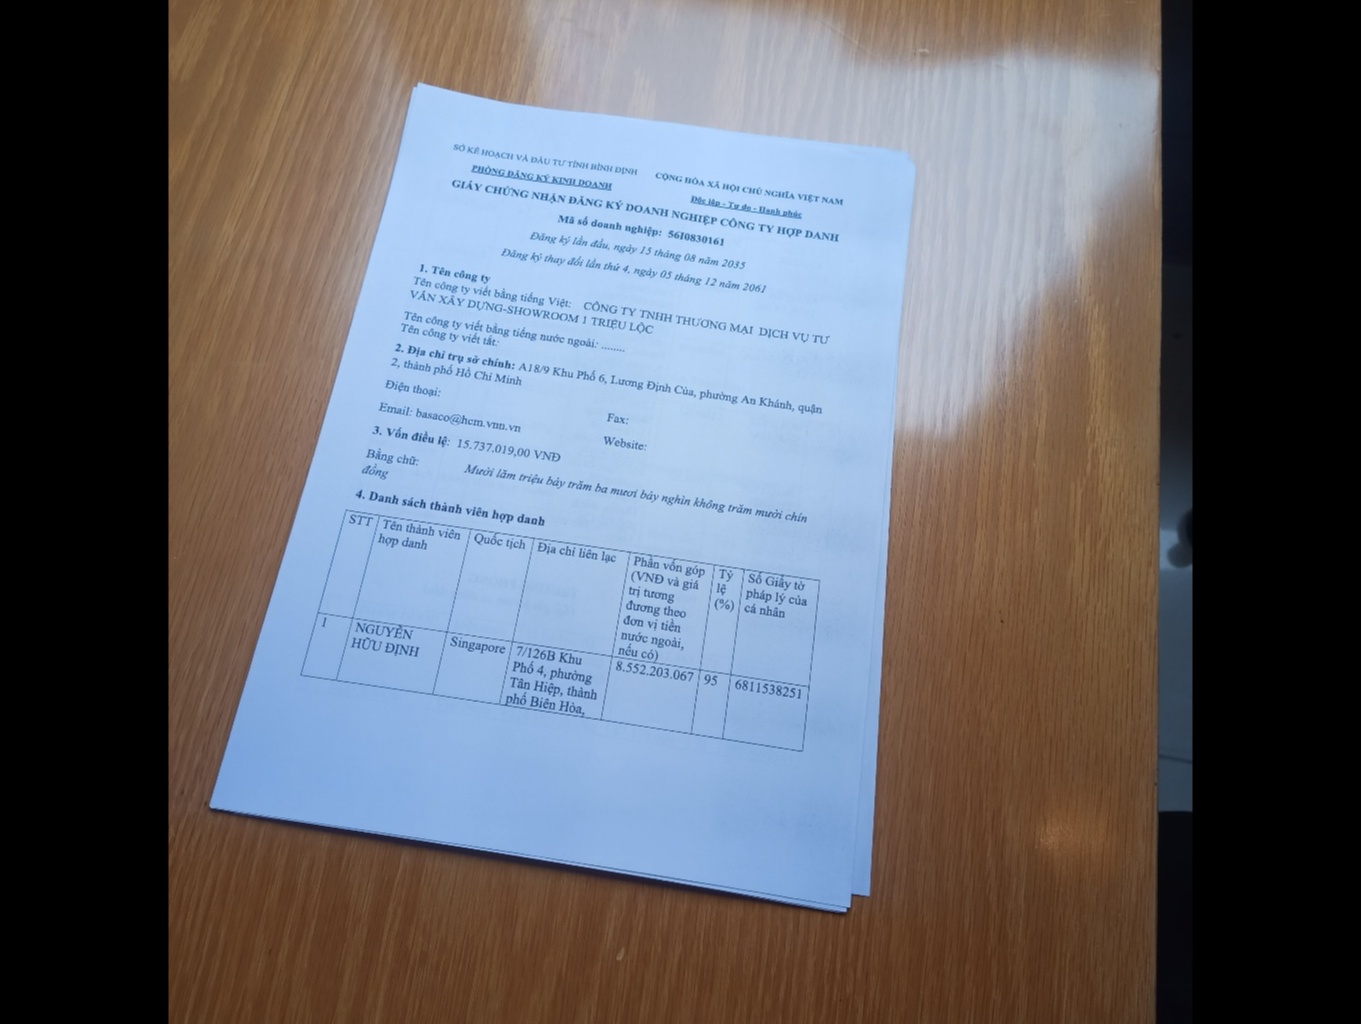 SỞ KẾ HOẠCH VÀ ĐẦU TƯ TỈNH BÌNH ĐỊNH
PHÒNG ĐĂNG KÝ KINH DOANH
CỘNG HÒA XÃ HỘI CHỦ NGHĨA VIỆT NAM
Độc lập - Tự do - Hạnh phúc
GIẤY CHỨNG NHẬN ĐĂNG KÝ DOANH NGHIỆP CÔNG TY HỢP DANH
Mã số doanh nghiệp: 5610830161
Đăng ký lần đầu, ngày 15 tháng 08 năm 2035
Đăng ký thay đổi lần thứ 4, ngày 05 tháng 12 năm 2061
1. Tên công ty
Tên công ty viết bằng tiếng Việt: CÔNG TY TNHH THƯƠNG MẠI DỊCH VỤ TƯ
VẤN XÂY DỰNG-SHOWROOM 1 TRIỆU LỘC
Tên công ty viết bằng tiếng nước ngoài: ........
Tên công ty viết tắt:
2. Địa chỉ trụ sở chính: A18/9 Khu Phố 6, Lương Định Của, phường An Khánh, quận
2, thành phố Hồ Chí Minh
Điện thoại:
Fax:
Email: basaco@hcm.vnn.vn
Website:
3. Vốn điều lệ: 15.737.019,00 VNĐ
Bằng chữ: Mười lăm triệu bảy trăm ba mươi bảy nghìn không trăm mười chín
đồng
4. Danh sách thành viên hợp danh
STT
Tên thành viên
hợp danh
Quốc tịch
Địa chỉ liên lạc
Phần vốn góp
(VNĐ và giá
trị tương
đương theo
đơn vị tiền
nước ngoài,
nếu có)
Tỷ
lệ
(%)
Số Giấy tờ
pháp lý của
cá nhân
1
NGUYỄN
HỮU ĐỊNH
Singapore
7/126B Khu
Phố 4, phường
Tân Hiệp, thành
phố Biên Hòa,
8.552.203.067
95
6811538251